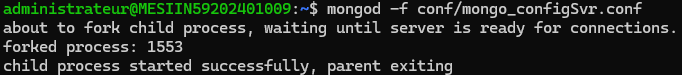 administrateur@MESIIN59202401009:~$ mongod -f conf/mongo_configSvr.conf
about to fork child process, waiting until server is ready for connections.
forked process: 1553
child process started successfully, parent exiting